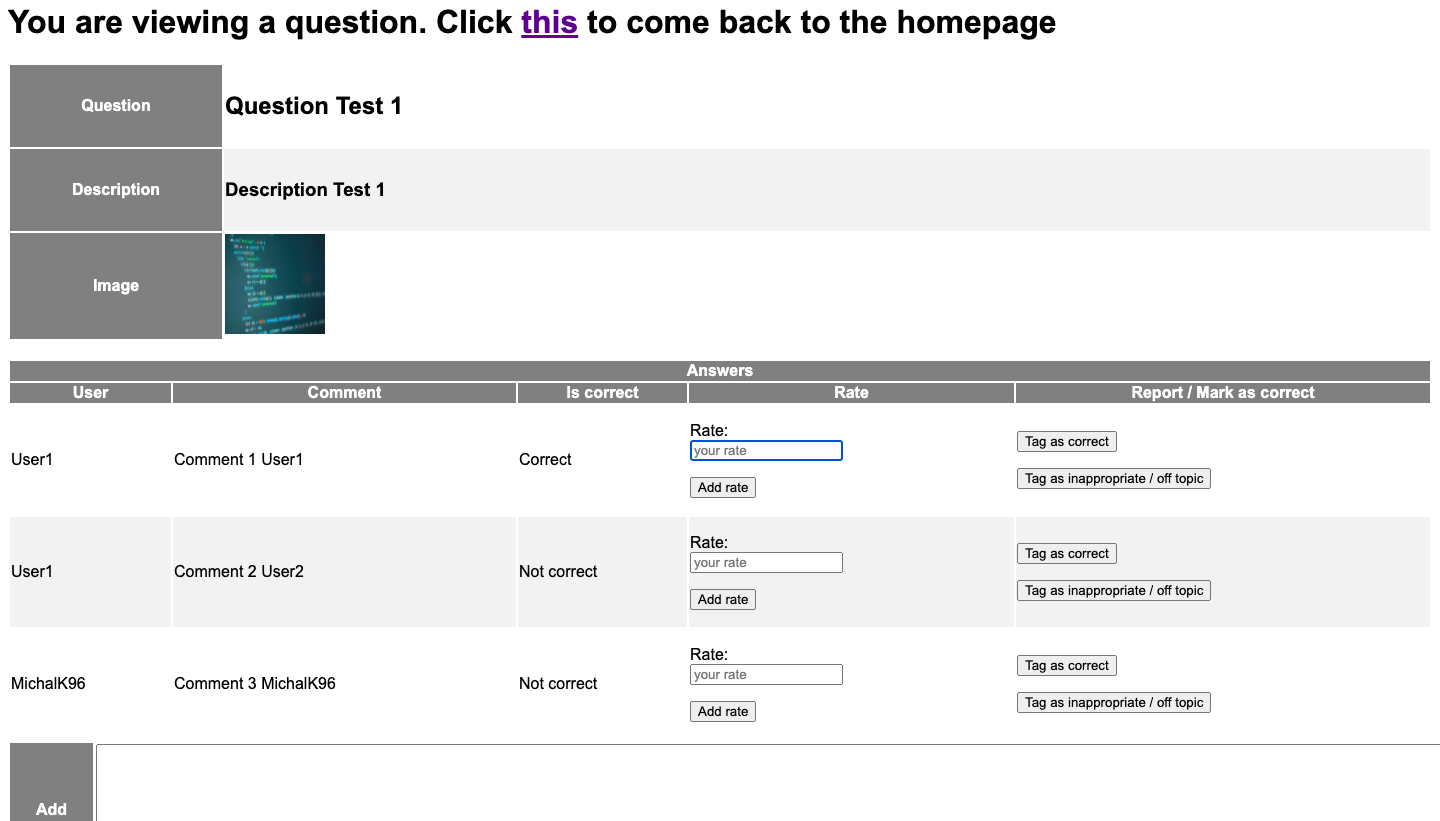 You are viewing a question. Click this to come back to the homepage
Question
Question Test 1
Description
Description Test 1
Image
Answers
User Comment Is correct Rate Report / Mark as correct
User1 Comment 1 User1 Correct
Rate:
your rate
Add rate
Tag as correct
Tag as inappropriate / off topic
User1 Comment 2 User2 Not correct
Rate:
your rate
Add rate
Tag as correct
Tag as inappropriate / off topic
MichalK96 Comment 3 MichalK96 Not correct
Rate:
your rate
Add rate
Tag as correct
Tag as inappropriate / off topic
Add